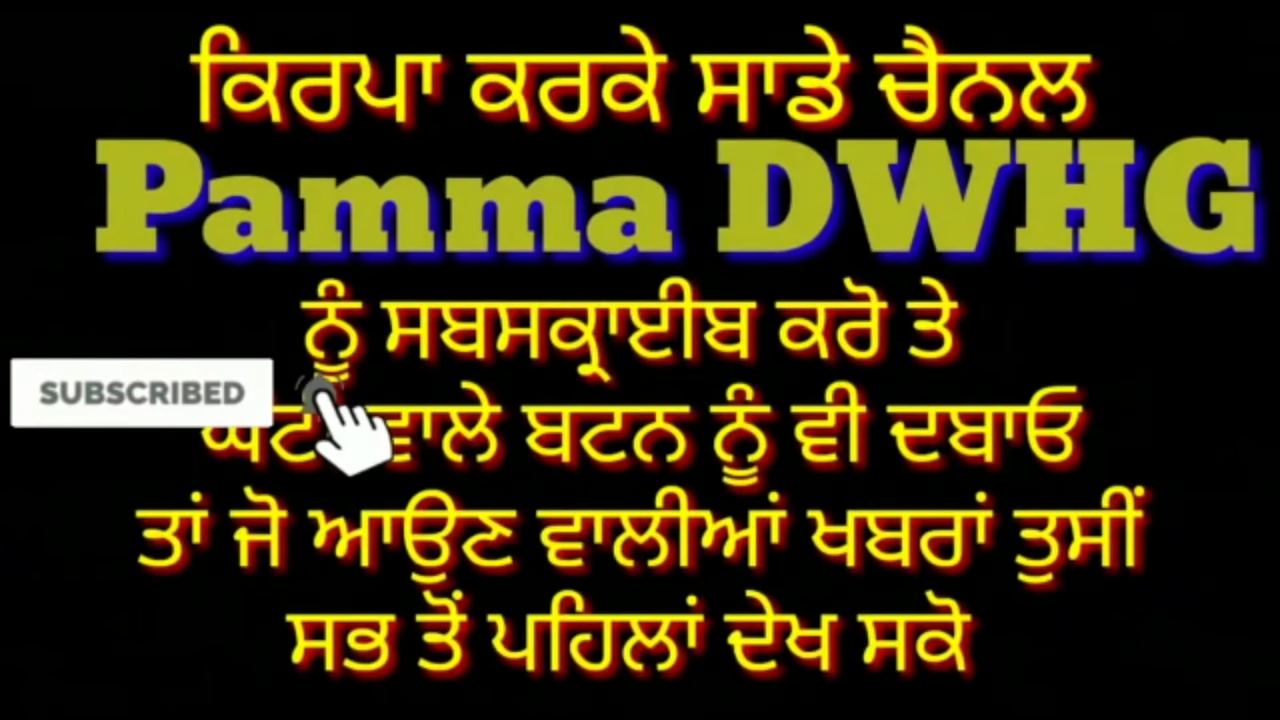 ਕਿਰਪਾ ਕਰਕੇ ਸਾਡੇ ਚੈਨਲ
Pamma DWHG
ਨੂੰ ਸਬਸਕ੍ਰਾਈਬ ਕਰੋ ਤੇ
SUBSCRIBED
ਬਟਨ ਨੂੰ ਵੀ ਦਬਾਓ
ਤਾਂ ਜੋ ਆਉਣ ਵਾਲੀਆਂ ਖਬਰਾਂ ਤੁਸੀਂ
ਸਭ ਤੋਂ ਪਹਿਲਾਂ ਦੇਖ ਸਕੋ